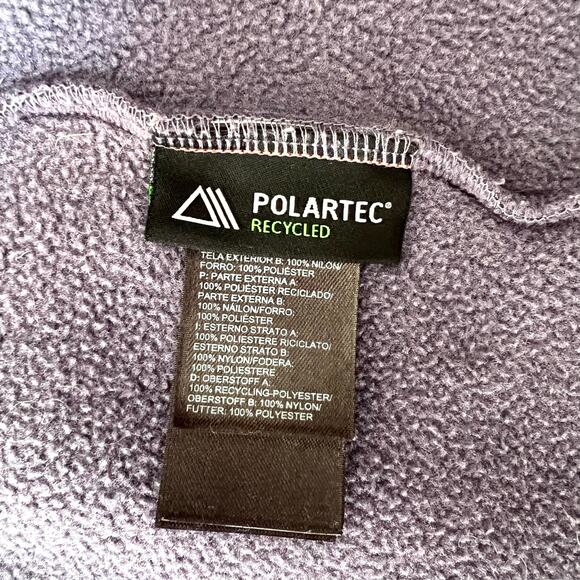 POLARTEC®
RECYCLED
TELA EXTERIOR B: 100% NILÓN/
FORRO: 100% POLIÉSTER
P: PARTE EXTERNA A:
100% POLIÉSTER RECICLADO/
PARTE EXTERNA B:
100% NÁILON/FORRO:
100% POLIÉSTER
I: ESTERNO STRATO A:
100% POLIESTERE RICICLATO/
ESTERNO STRATO B:
100% NYLON/FODERA:
100% POLIESTERE
D: OBERSTOFF A:
100% RECYCLING-POLYESTER/
OBERSTOFF B: 100% NYLON/
FUTTER: 100% POLYESTER